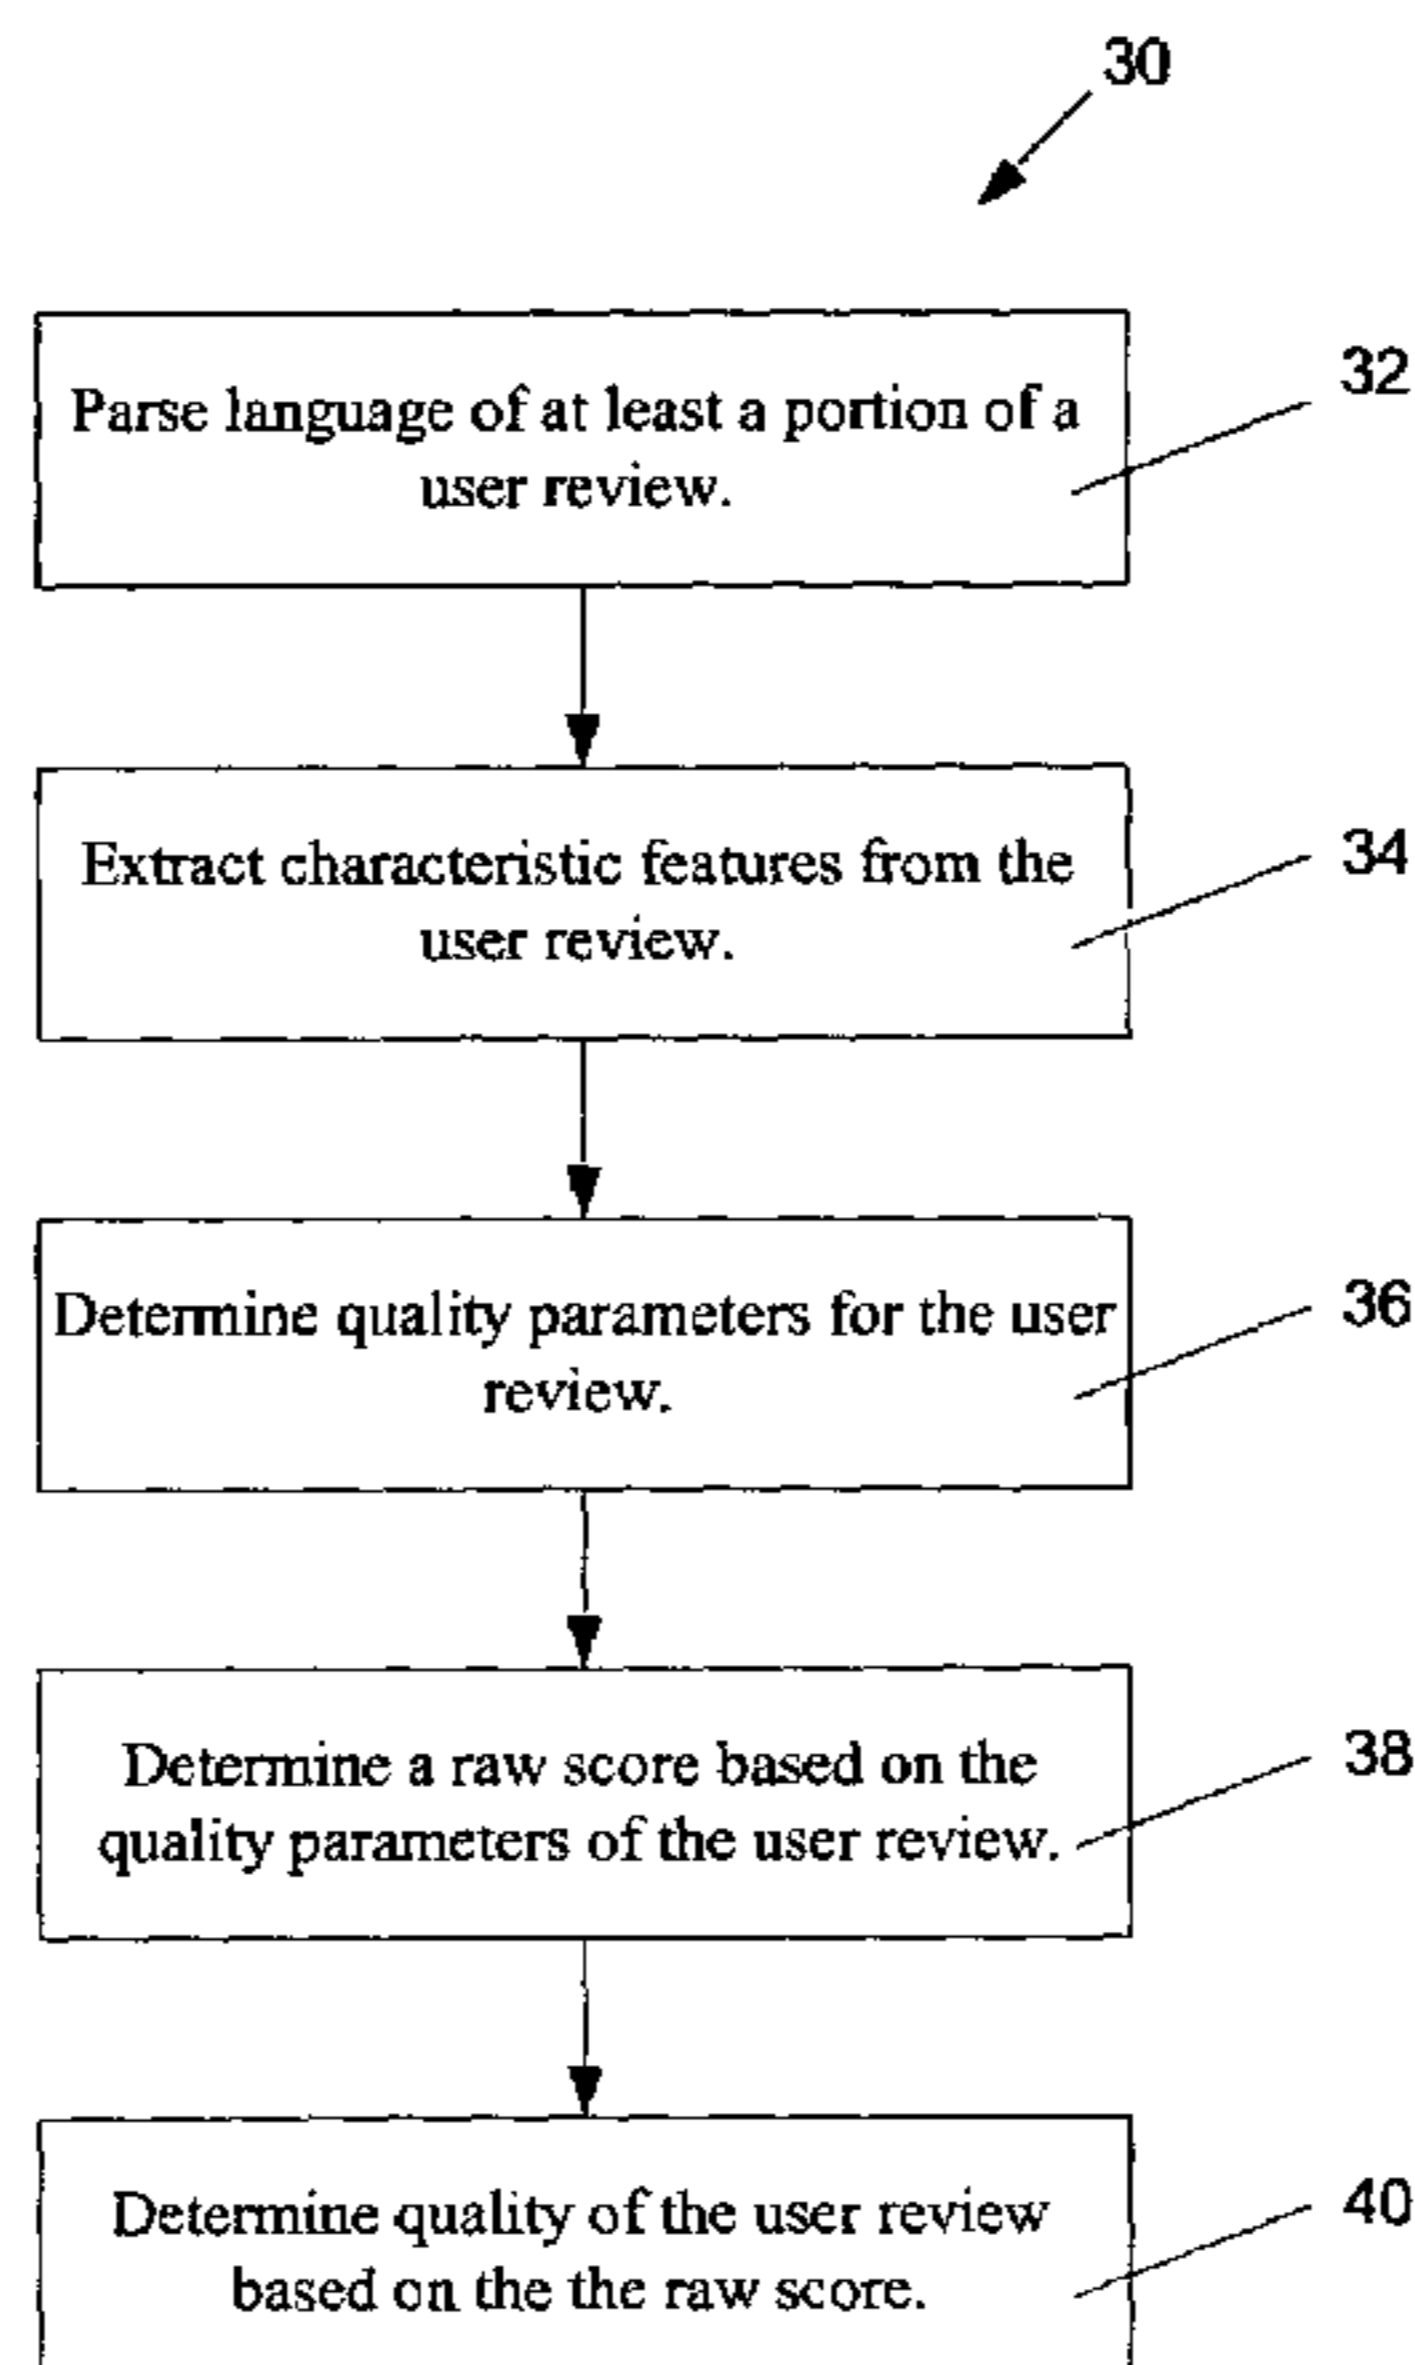 30
Parse language of at least a portion of a
user review.
32
Extract characteristic features from the
user review.
34
Determine quality parameters for the user
review.
36
Determine a raw score based on the
quality parameters of the user review.
38
Determine quality of the user review
based on the the raw score.
40